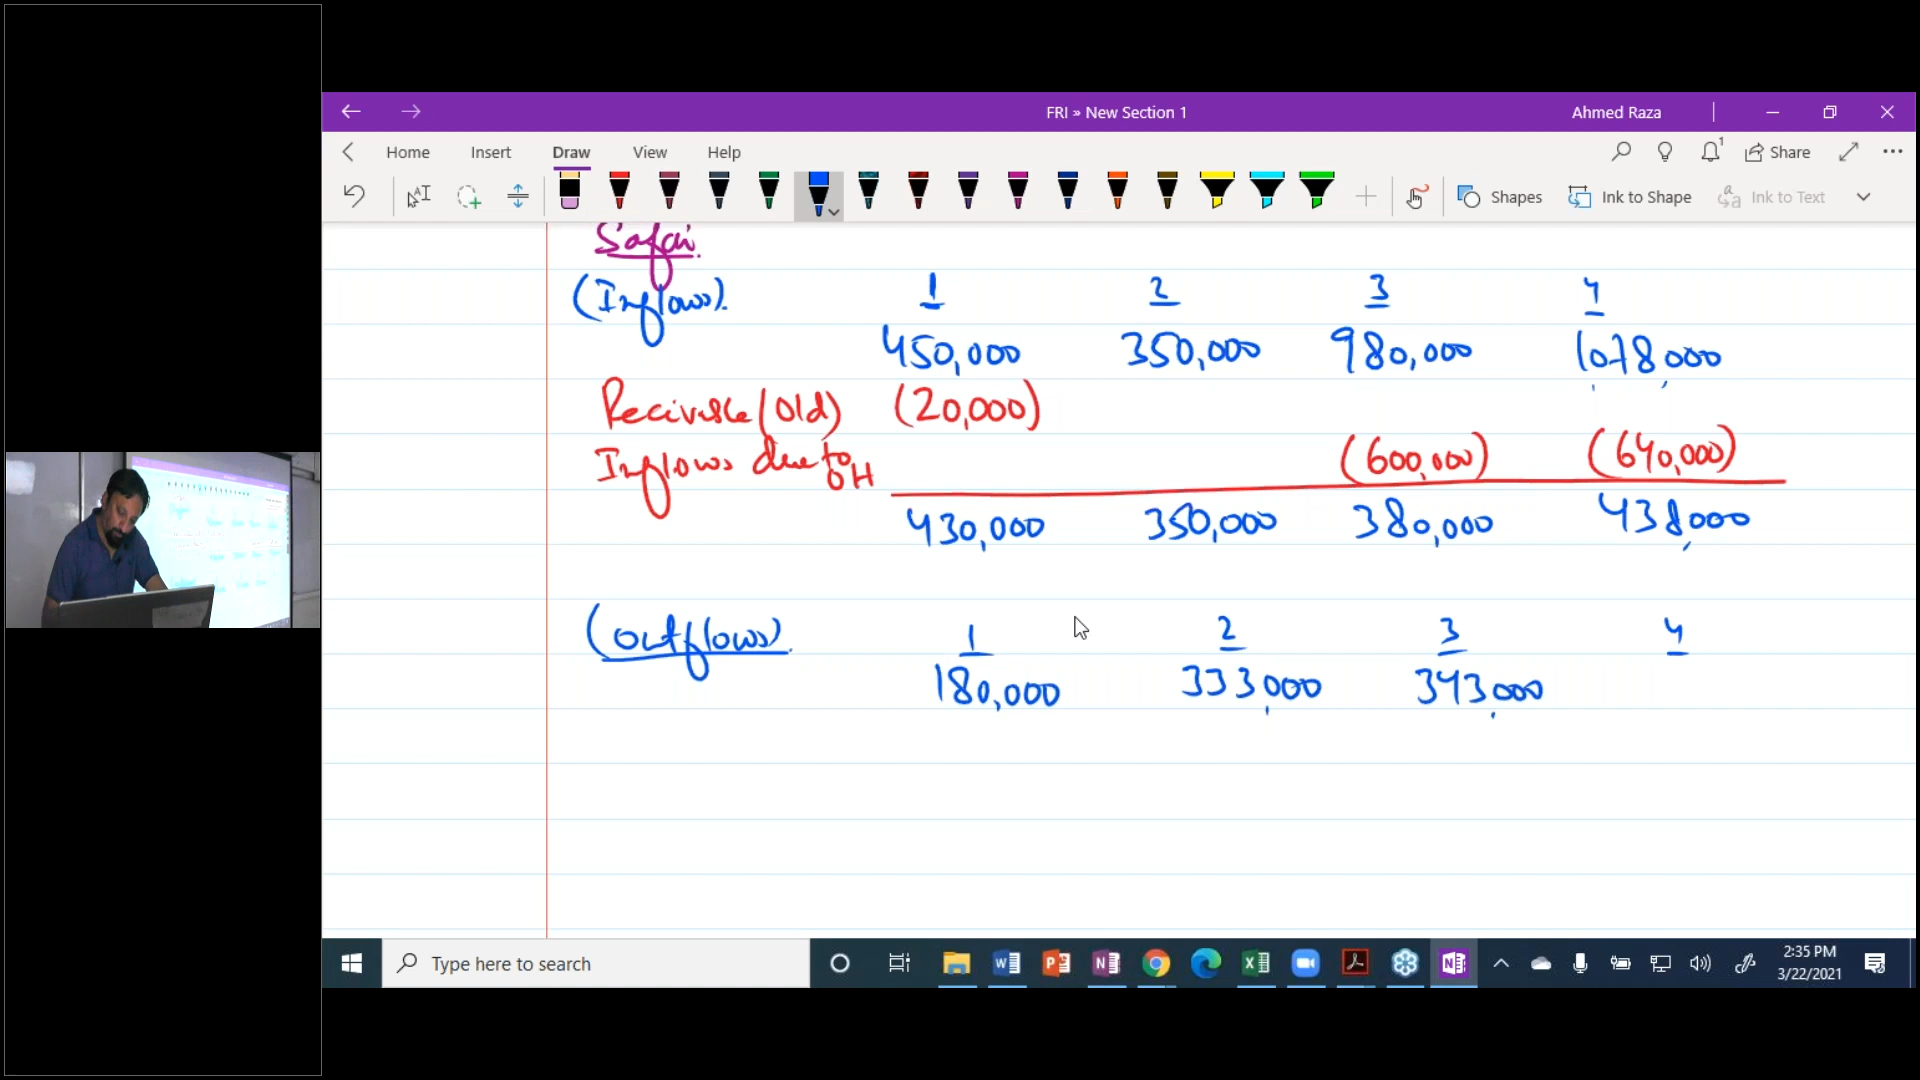 FRI » New Section 1
Ahmed Raza
Home Insert Draw View Help
Share
Shapes Ink to Shape Ink to Text
Safari
(Inflows). 1 2 3 4
450,000 350,000 980,000 1,078,000
Recivable (Old) (20,000)
Inflows due to OH (600,000) (640,000)
430,000 350,000 380,000 438,000
(Outflows). 1 2 3 4
180,000 333,000 343,000
Type here to search
2:35 PM
3/22/2021